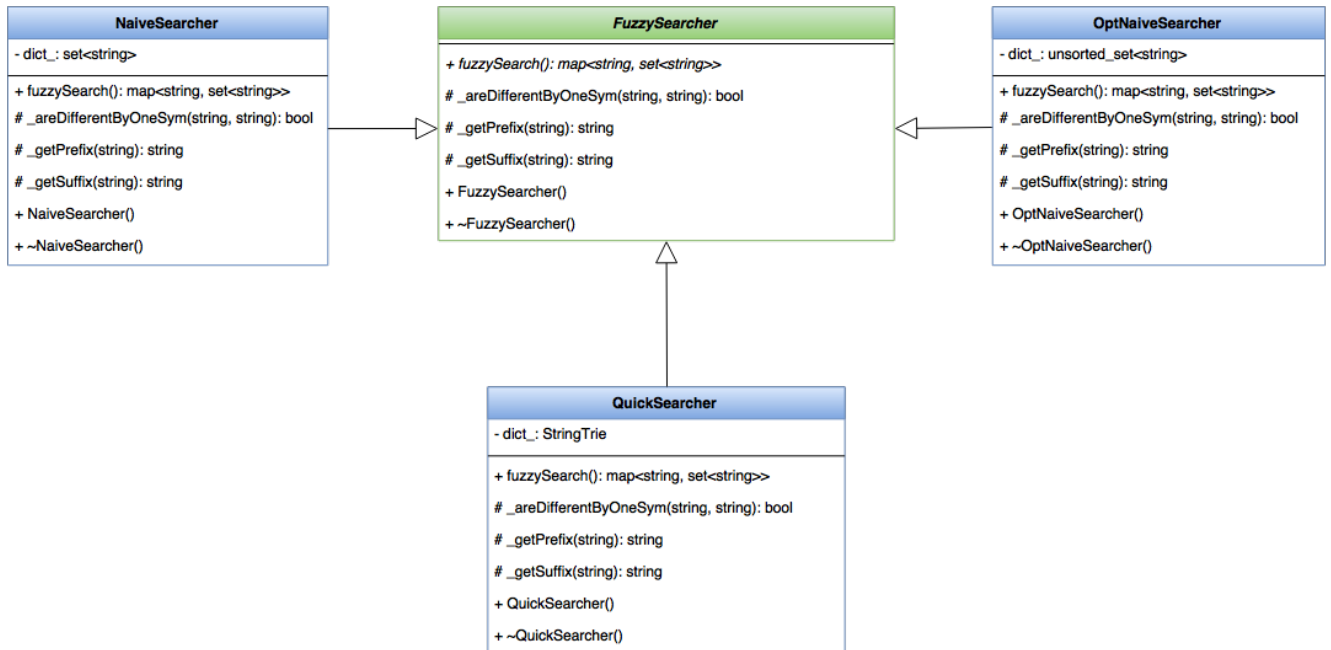 NaiveSearcher
- dict_: set<string>
+ fuzzySearch(): map<string, set<string>>
# _areDifferentByOneSym(string, string): bool
# _getPrefix(string): string
# _getSuffix(string): string
+ NaiveSearcher()
+ ~NaiveSearcher()
FuzzySearcher
+ fuzzySearch(): map<string, set<string>>
# _areDifferentByOneSym(string, string): bool
# _getPrefix(string): string
# _getSuffix(string): string
+ FuzzySearcher()
+ ~FuzzySearcher()
OptNaiveSearcher
- dict_: unsorted_set<string>
+ fuzzySearch(): map<string, set<string>>
# _areDifferentByOneSym(string, string): bool
# _getPrefix(string): string
# _getSuffix(string): string
+ OptNaiveSearcher()
+ ~OptNaiveSearcher()
QuickSearcher
- dict_: StringTrie
+ fuzzySearch(): map<string, set<string>>
# _areDifferentByOneSym(string, string): bool
# _getPrefix(string): string
# _getSuffix(string): string
+ QuickSearcher()
+ ~QuickSearcher()